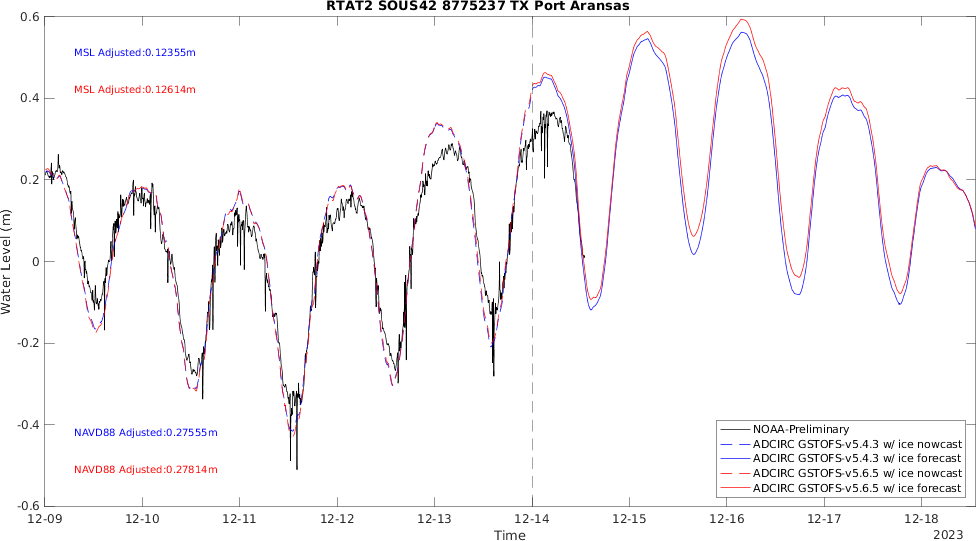 RTAT2 SOUS42 8775237 TX Port Aransas
0.6
0.4
0.2
0
-0.2
-0.4
-0.6
Water Level (m)
MSL Adjusted:0.12355m
MSL Adjusted:0.12614m
NAVD88 Adjusted:0.27555m
NAVD88 Adjusted:0.27814m
NOAA-Preliminary
ADCIRC GSTOFS-v5.4.3 w/ ice nowcast
ADCIRC GSTOFS-v5.4.3 w/ ice forecast
ADCIRC GSTOFS-v5.6.5 w/ ice nowcast
ADCIRC GSTOFS-v5.6.5 w/ ice forecast
12-09 12-10 12-11 12-12 12-13 12-14 12-15 12-16 12-17 12-18
Time
2023